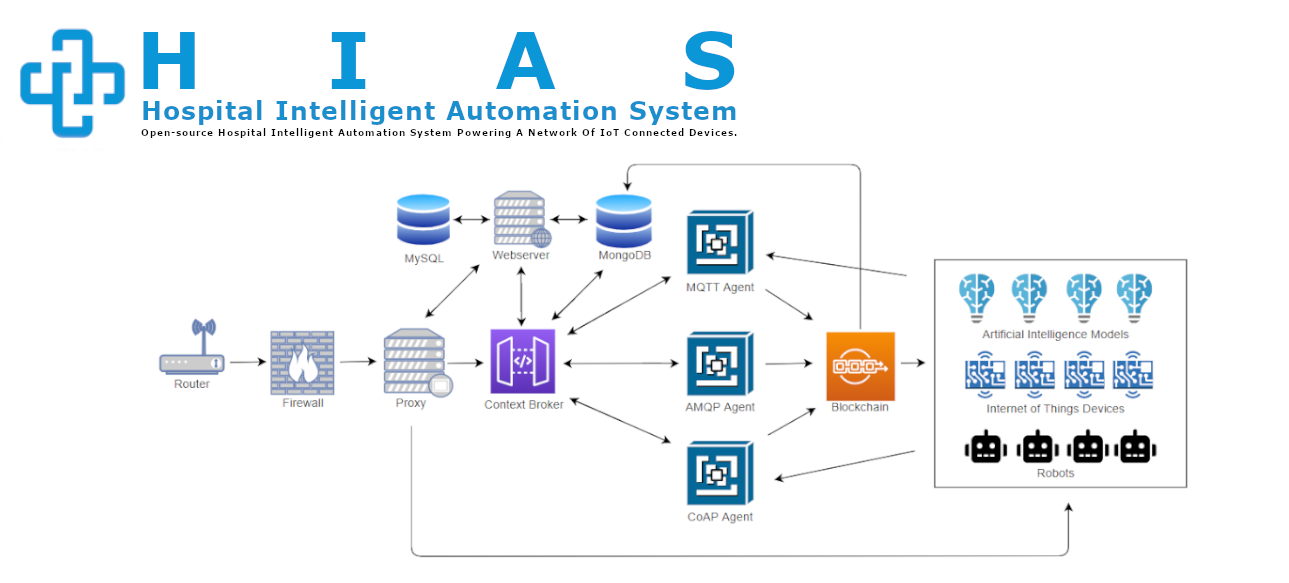 H I A S
Hospital Intelligent Automation System
Open-source Hospital Intelligent Automation System Powering A Network Of IoT Connected Devices.
MySQL
Webserver
MongoDB
MQTT Agent
Router
Firewall
Proxy
Context Broker
AMQP Agent
Blockchain
CoAP Agent
Artificial Intelligence Models
Internet of Things Devices
Robots